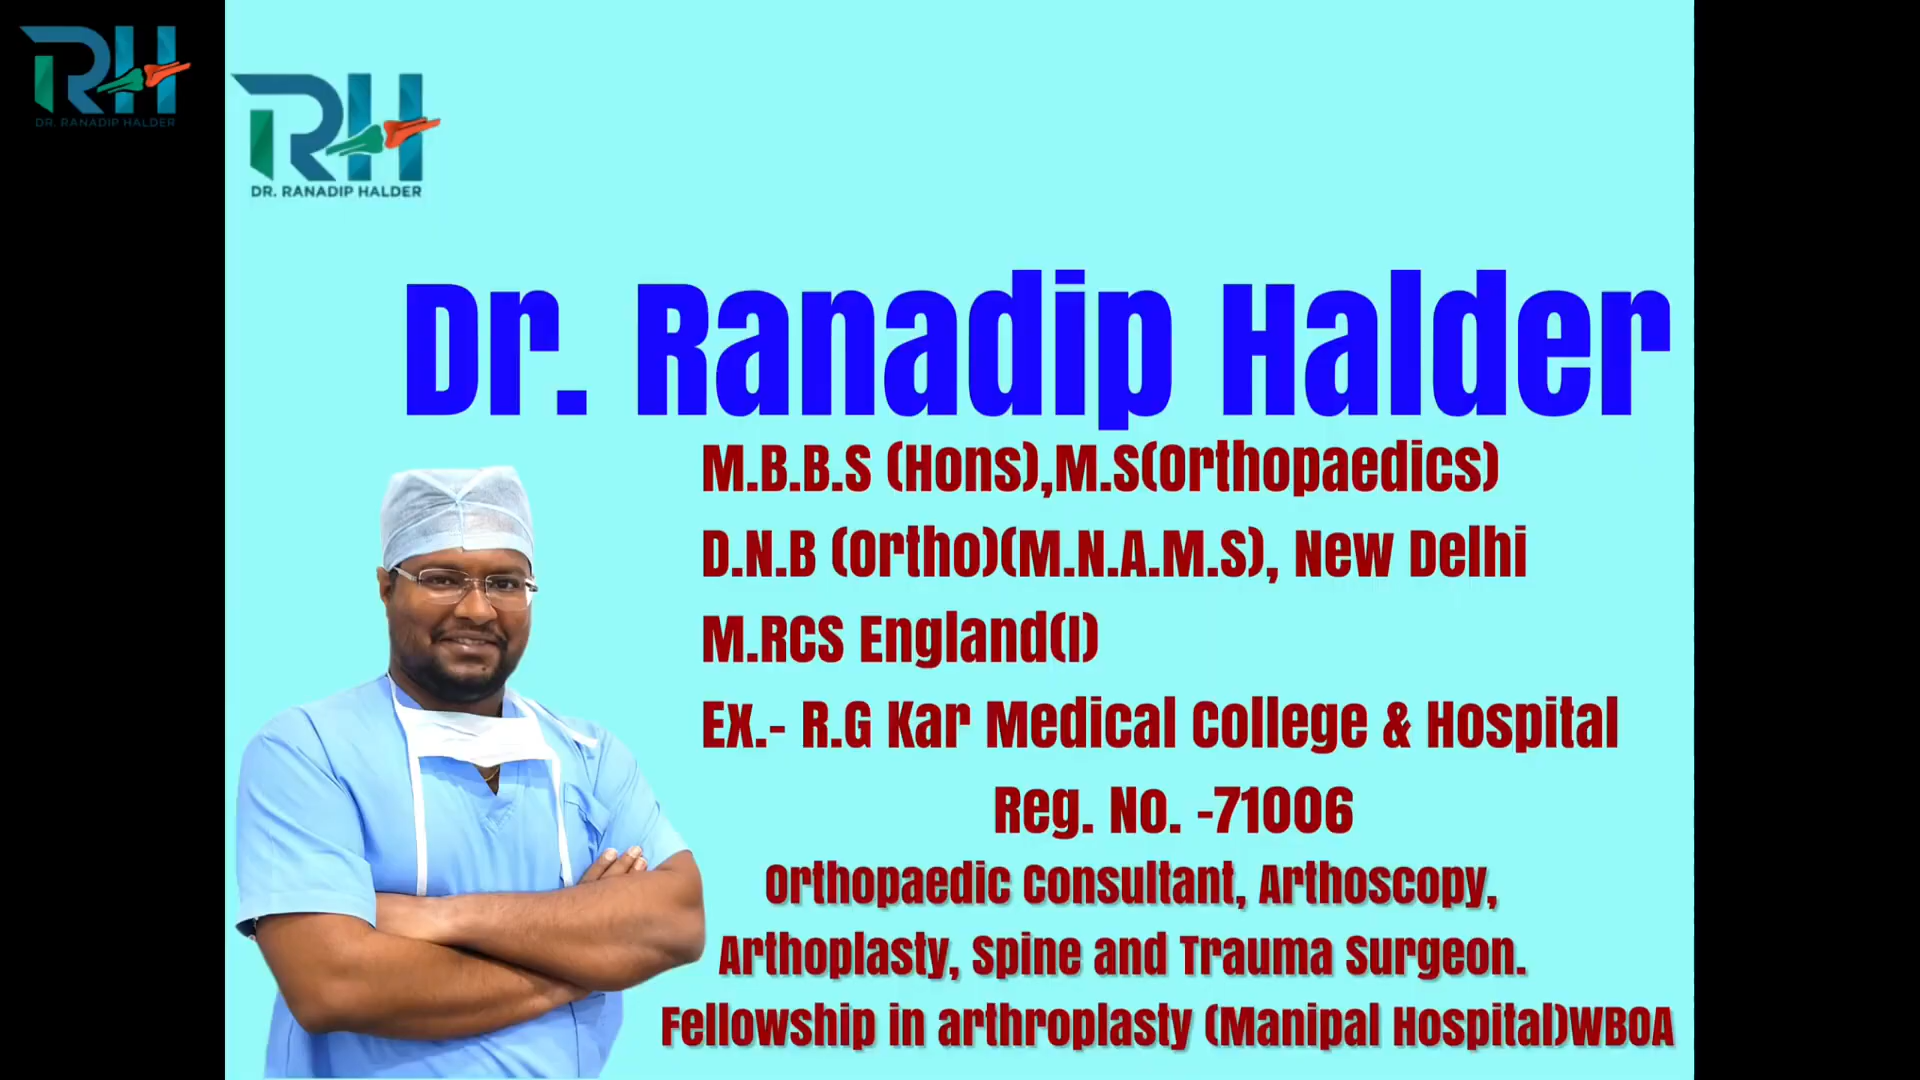 RH
DR. RANADIP HALDER
RH
DR. RANADIP HALDER
Dr. Ranadip Halder
M.B.B.S (Hons),M.S(Orthopaedics)
D.N.B (Ortho)(M.N.A.M.S), New Delhi
M.RCS England(I)
Ex.- R.G Kar Medical College & Hospital
Reg. No. -71006
Orthopaedic Consultant, Arthoscopy,
Arthoplasty, Spine and Trauma Surgeon.
Fellowship in arthroplasty (Manipal Hospital)WBOA